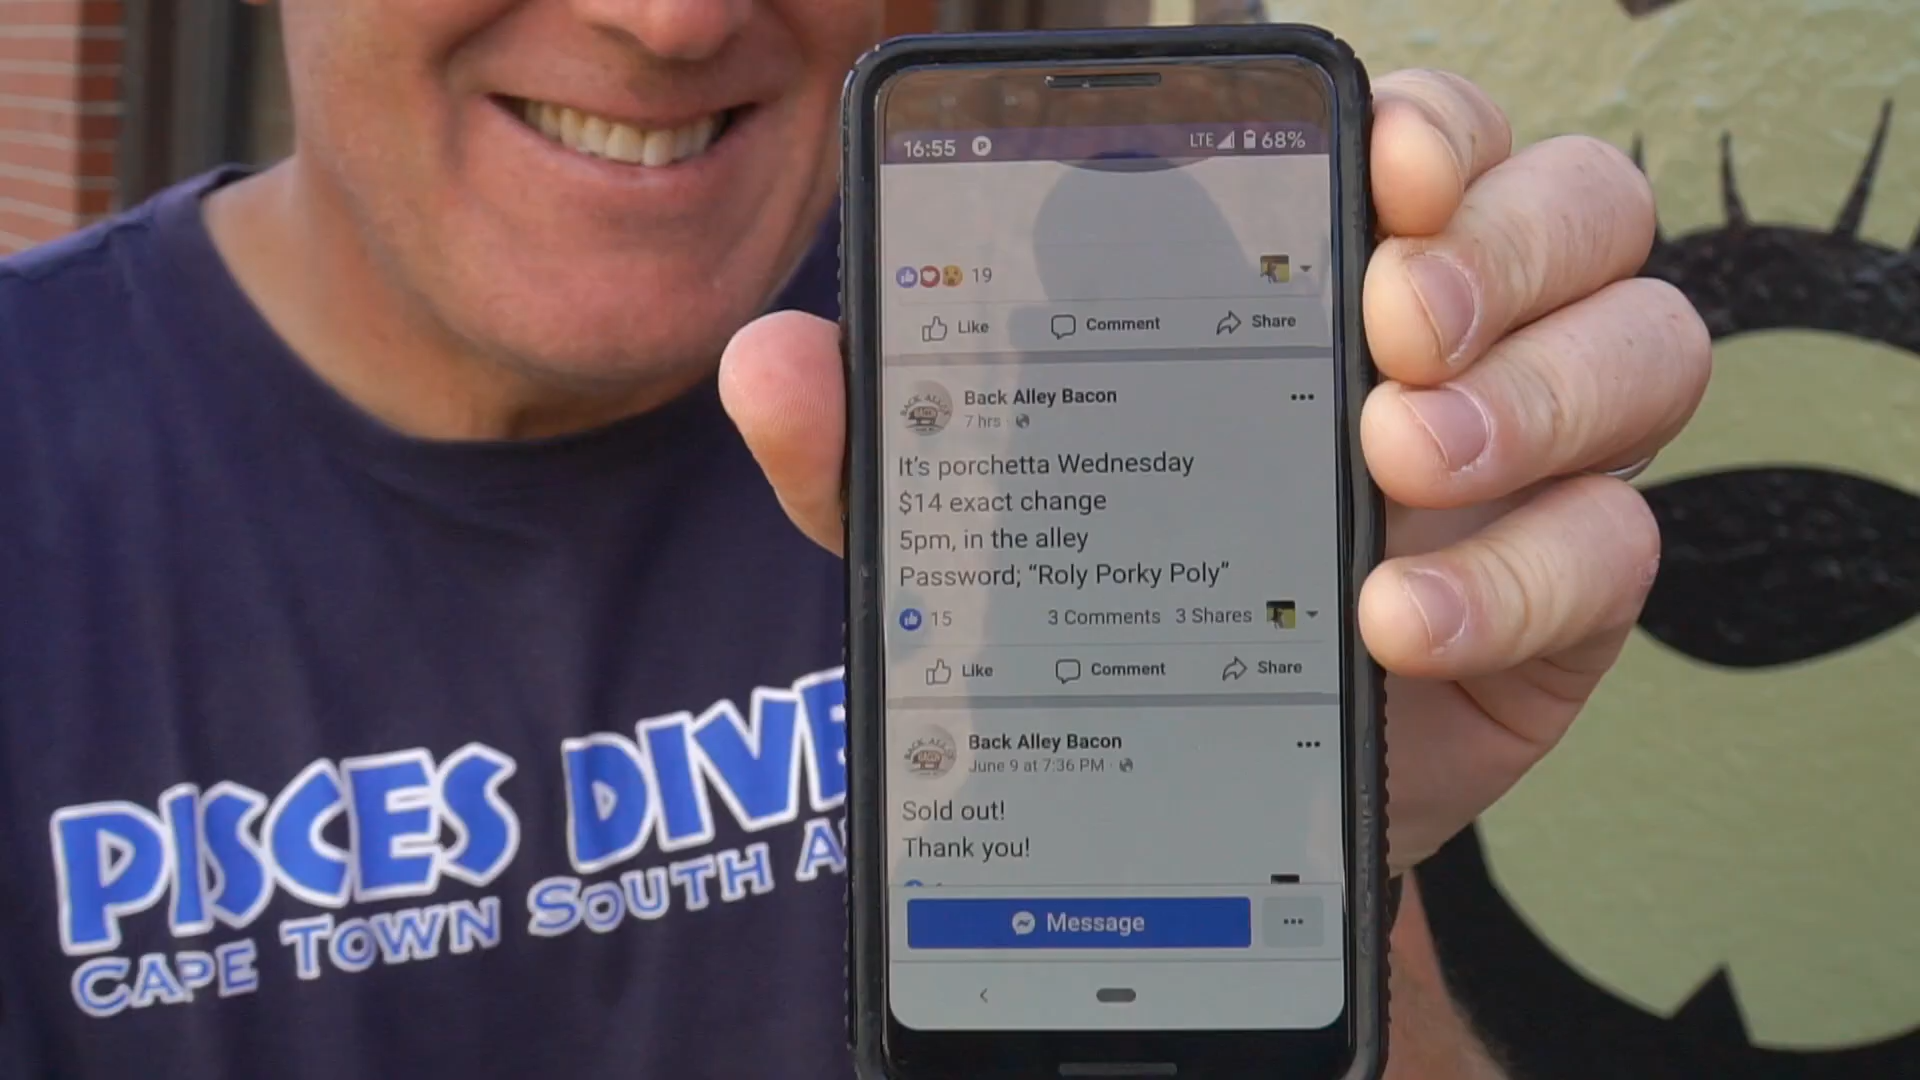 16:55 P LTE 68%
19
Like Comment Share
Back Alley Bacon
7 hrs ·
It's porchetta Wednesday
$14 exact change
5pm, in the alley
Password; “Roly Porky Poly”
15 3 Comments 3 Shares
Like Comment Share
Back Alley Bacon
June 9 at 7:36 PM ·
Sold out!
Thank you!
Message
PISCES DIVE
CAPE TOWN SOUTH A